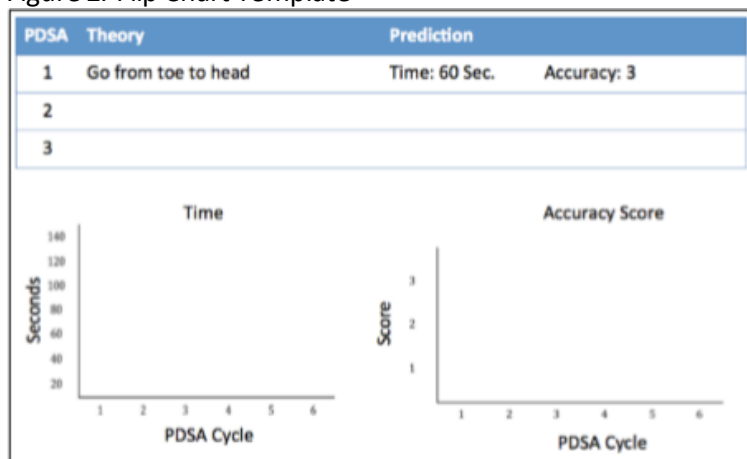 Figure 2: Flip Chart Template
PDSA Theory Prediction
1 Go from toe to head Time: 60 Sec. Accuracy: 3
2
3
Time
140
120
100
80
60
40
20
Seconds
1 2 3 4 5 6
PDSA Cycle
Accuracy Score
3
2
1
Score
1 2 3 4 5 6
PDSA Cycle